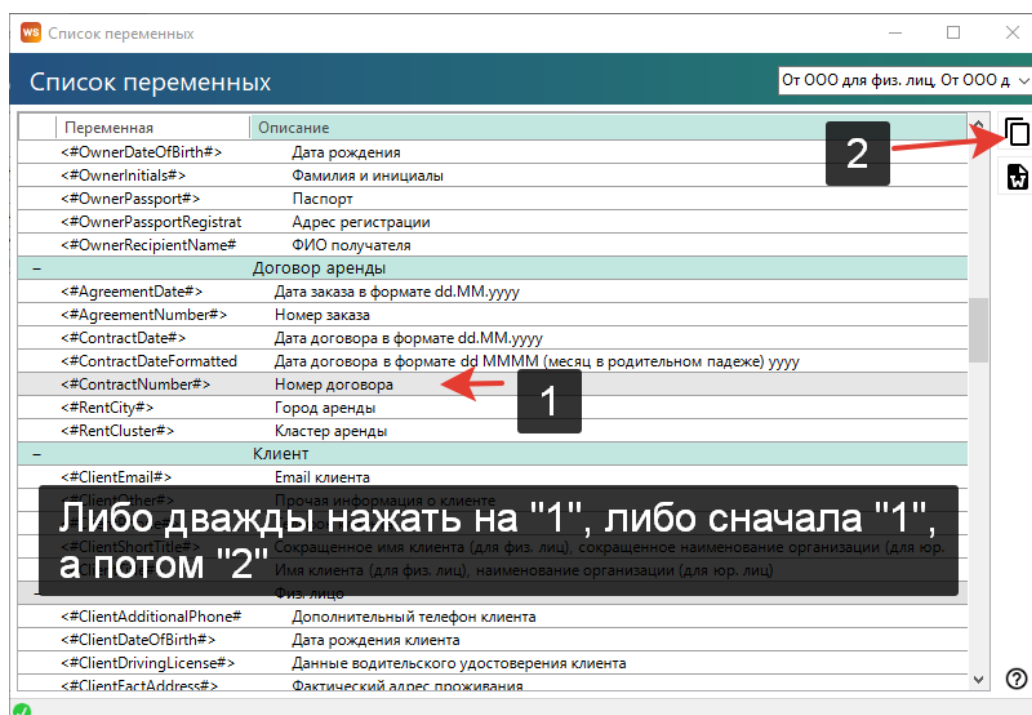 WS Список переменных
Список переменных
От ООО для физ. лиц, От ООО д
Переменная Описание
<#OwnerDateOfBirth#> Дата рождения
<#OwnerInitials#> Фамилия и инициалы
<#OwnerPassport#> Паспорт
<#OwnerPassportRegistrat Адрес регистрации
<#OwnerRecipientName# ФИО получателя
– Договор аренды
<#AgreementDate#> Дата заказа в формате dd.MM.yyyy
<#AgreementNumber#> Номер заказа
<#ContractDate#> Дата договора в формате dd.MM.yyyy
<#ContractDateFormatted Дата договора в формате dd MMMM (месяц в родительном падеже) yyyy
<#ContractNumber#> Номер договора
<#RentCity#> Город аренды
<#RentCluster#> Кластер аренды
– Клиент
<#ClientEmail#> Email клиента
<#ClientOther#> Прочая информация о клиенте
<#ClientShortTitle#> Сокращенное имя клиента (для физ. лиц), сокращенное наименование организации (для юр.
Имя клиента (для физ. лиц), наименование организации (для юр. лиц)
– Физ. лицо
<#ClientAdditionalPhone# Дополнительный телефон клиента
<#ClientDateOfBirth#> Дата рождения клиента
<#ClientDrivingLicense#> Данные водительского удостоверения клиента
<#ClientFactAddress#> Фактический адрес проживания
2
1
Либо дважды нажать на "1", либо сначала "1",
а потом "2"
W